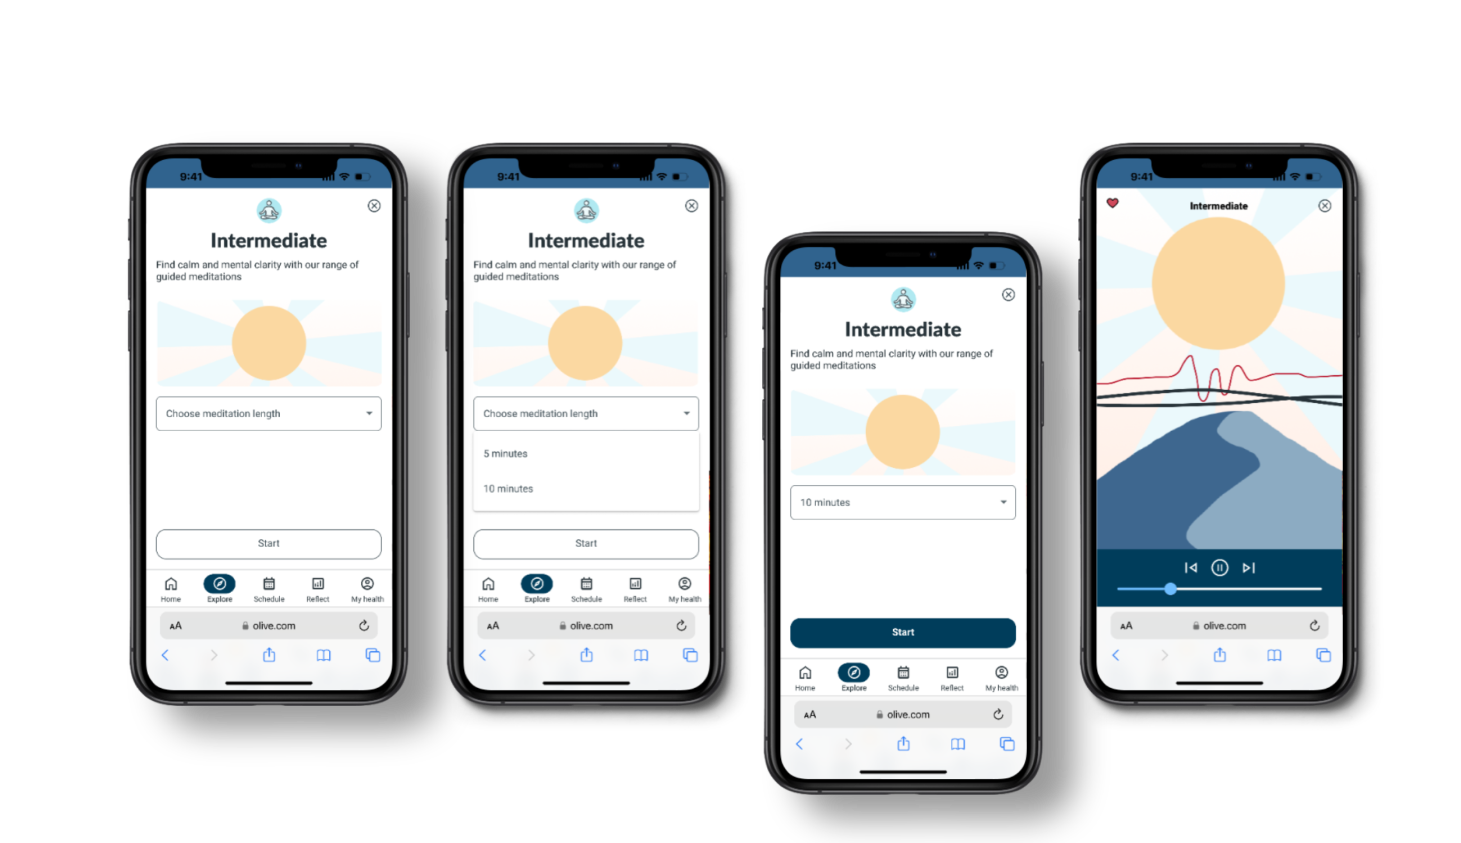 9:41
Intermediate
Find calm and mental clarity with our range of
guided meditations
Choose meditation length
Start
Home
Explore
Schedule
Reflect
My health
AA
olive.com
9:41
Intermediate
Find calm and mental clarity with our range of
guided meditations
Choose meditation length
5 minutes
10 minutes
Start
Home
Explore
Schedule
Reflect
My health
AA
olive.com
9:41
Intermediate
Find calm and mental clarity with our range of
guided meditations
10 minutes
Start
Home
Explore
Schedule
Reflect
My health
AA
olive.com
9:41
Intermediate
AA
olive.com